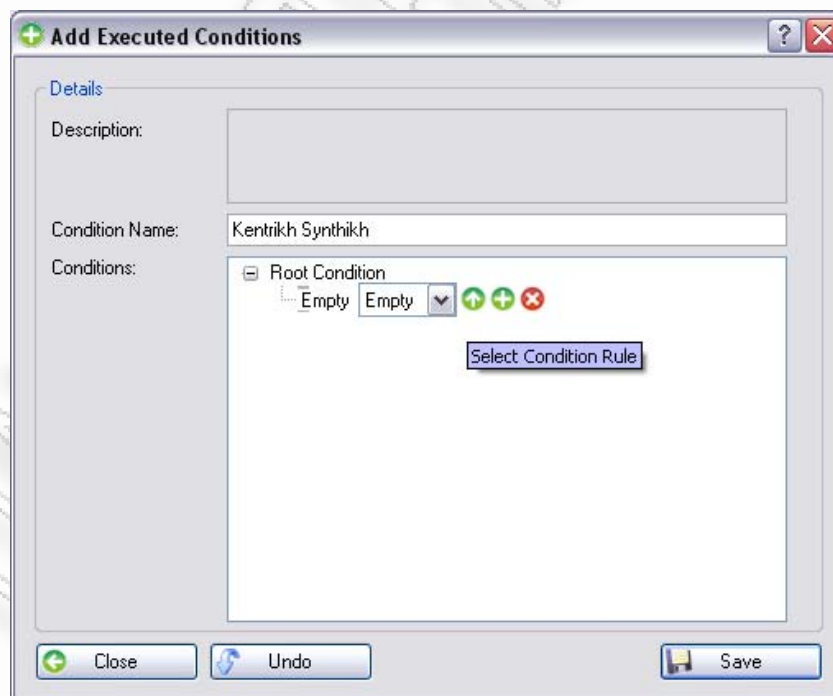 Add Executed Conditions
Details
Description:
Condition Name: Kentrikh Synthikh
Conditions:
Root Condition
Empty Empty
Select Condition Rule
Close Undo Save